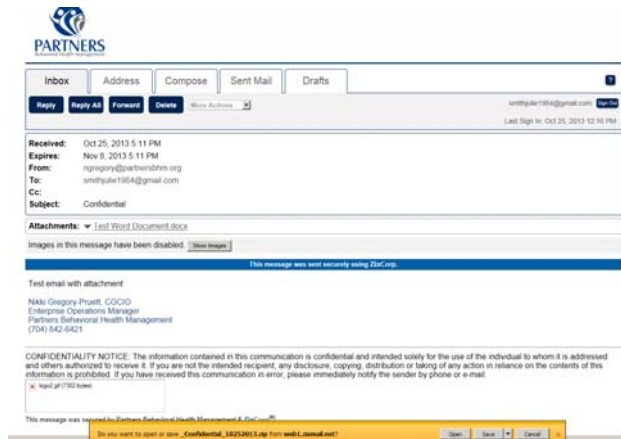 PARTNERS
Behavioral Health Management
Inbox Address Compose Sent Mail Drafts ?
Reply Reply All Forward Delete More Actions smithjulie1984@gmail.com Sign Out
Last Sign In: Oct 25, 2013 12:16 PM
Received: Oct 25, 2013 5:11 PM
Expires: Nov 8, 2013 5:11 PM
From: ngregory@partnersbhm.org
To: smithjulie1984@gmail.com
Cc:
Subject: Confidential
Attachments: Test Word Document.docx
Images in this message have been disabled. Show Images
This message was sent securely using ZixCorp.
Test email with attachment
Nikki Gregory-Pruett, CGCIO
Enterprise Operations Manager
Partners Behavioral Health Management
(704) 842-6421
CONFIDENTIALITY NOTICE: The information contained in this communication is confidential and intended solely for the use of the individual to whom it is addressed
and others authorized to receive it. If you are not the intended recipient, any disclosure, copying, distribution or taking of any action in reliance on the contents of this
information is prohibited. If you have received this communication in error, please immediately notify the sender by phone or e-mail.
logo2.gif (7302 bytes)
This message was secured by Partners Behavioral Health Management & ZixCorp®.
Do you want to open or save _Confidential_10252013.zip from web1.zixmail.net? Open Save Cancel ×